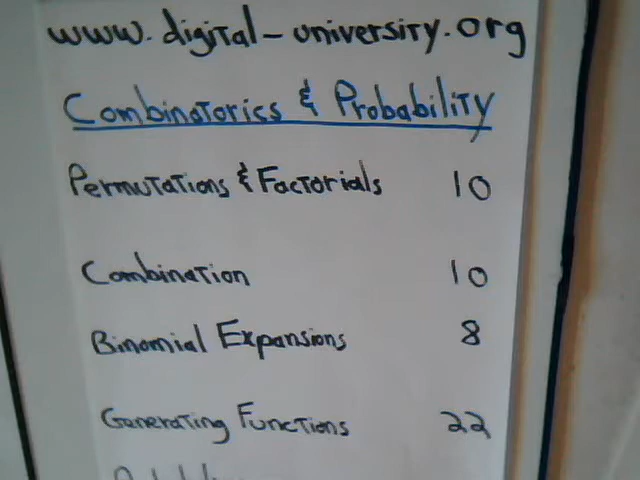 www.digital-university.org
Combinatorics & Probability
Permutations & Factorials 10
Combination 10
Binomial Expansions 8
Generating Functions 22